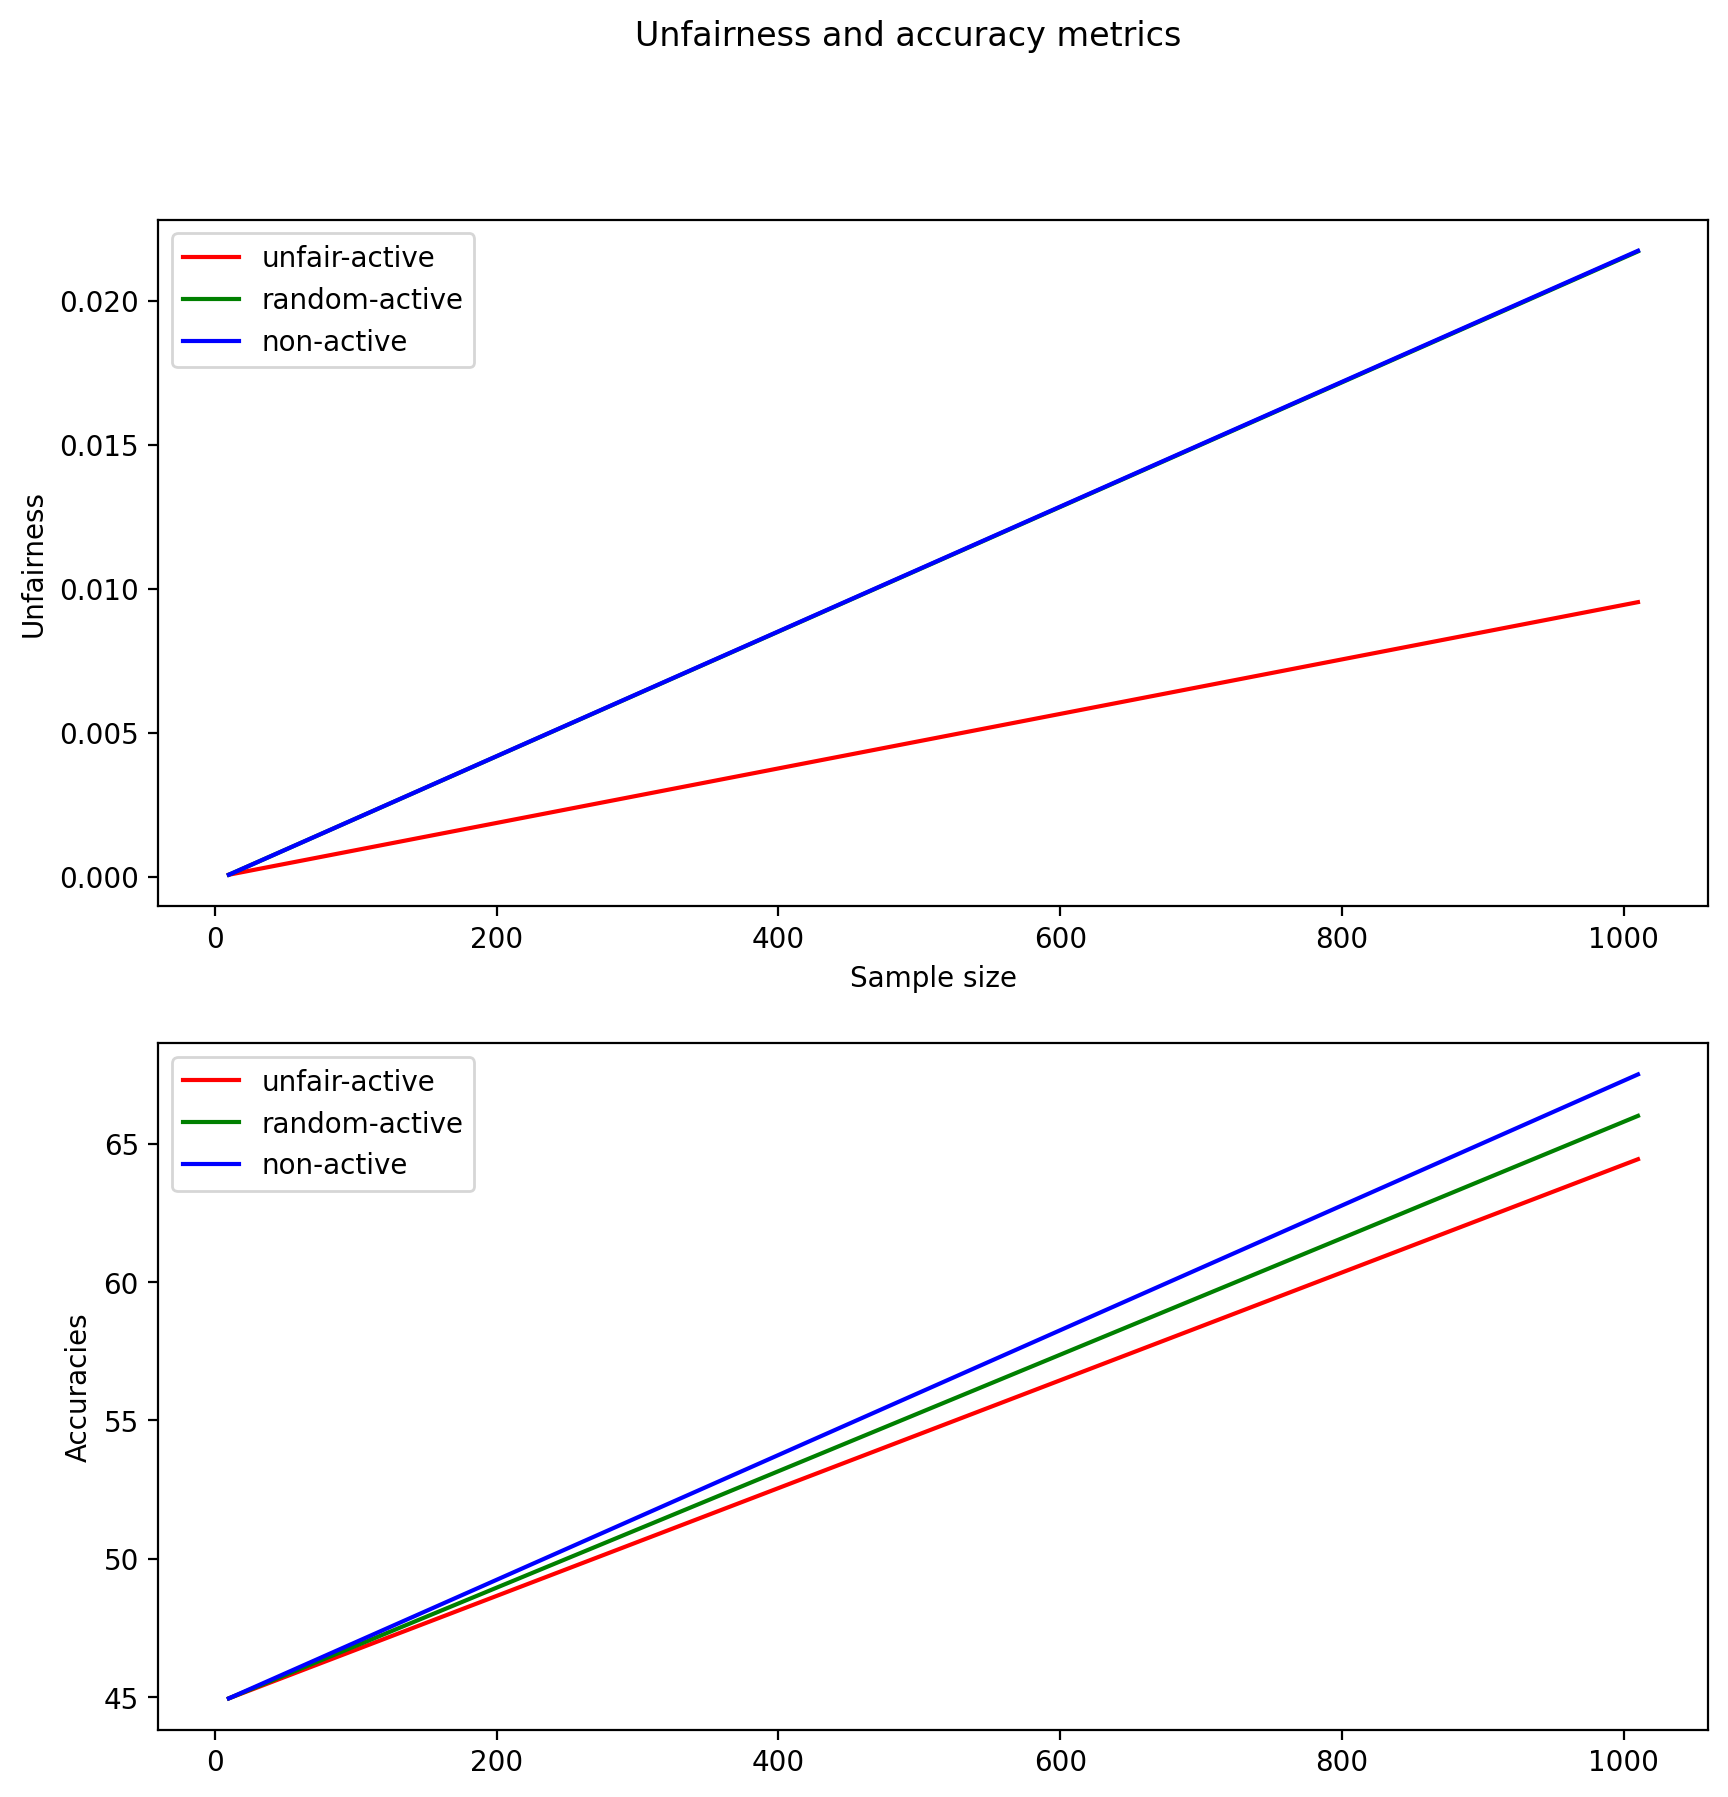 Unfairness and accuracy metrics
unfair-active
random-active
non-active
0.020
0.015
0.010
0.005
0.000
Unfairness
0 200 400 600 800 1000
Sample size
unfair-active
random-active
non-active
65
60
55
50
45
Accuracies
0 200 400 600 800 1000